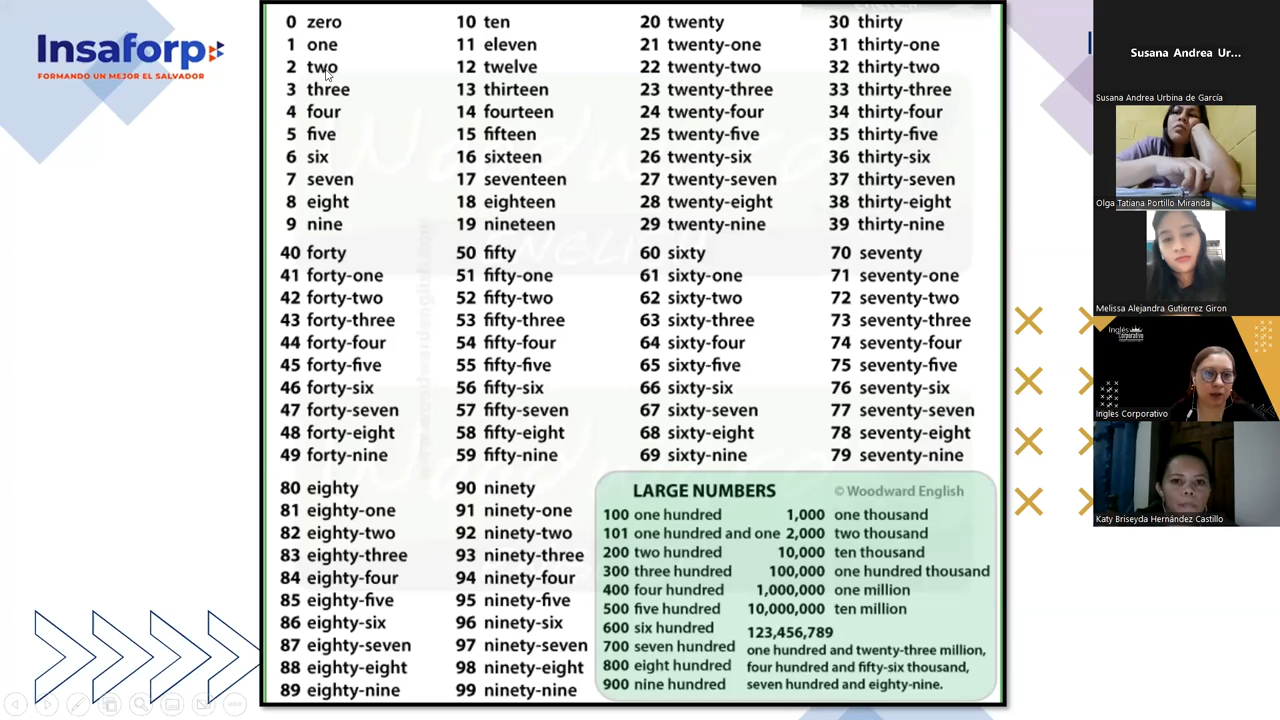 Insaforp
FORMANDO UN MEJOR EL SALVADOR
0 zero
1 one
2 two
3 three
4 four
5 five
6 six
7 seven
8 eight
9 nine
10 ten
11 eleven
12 twelve
13 thirteen
14 fourteen
15 fifteen
16 sixteen
17 seventeen
18 eighteen
19 nineteen
20 twenty
21 twenty-one
22 twenty-two
23 twenty-three
24 twenty-four
25 twenty-five
26 twenty-six
27 twenty-seven
28 twenty-eight
29 twenty-nine
30 thirty
31 thirty-one
32 thirty-two
33 thirty-three
34 thirty-four
35 thirty-five
36 thirty-six
37 thirty-seven
38 thirty-eight
39 thirty-nine
40 forty
41 forty-one
42 forty-two
43 forty-three
44 forty-four
45 forty-five
46 forty-six
47 forty-seven
48 forty-eight
49 forty-nine
50 fifty
51 fifty-one
52 fifty-two
53 fifty-three
54 fifty-four
55 fifty-five
56 fifty-six
57 fifty-seven
58 fifty-eight
59 fifty-nine
60 sixty
61 sixty-one
62 sixty-two
63 sixty-three
64 sixty-four
65 sixty-five
66 sixty-six
67 sixty-seven
68 sixty-eight
69 sixty-nine
70 seventy
71 seventy-one
72 seventy-two
73 seventy-three
74 seventy-four
75 seventy-five
76 seventy-six
77 seventy-seven
78 seventy-eight
79 seventy-nine
80 eighty
81 eighty-one
82 eighty-two
83 eighty-three
84 eighty-four
85 eighty-five
86 eighty-six
87 eighty-seven
88 eighty-eight
89 eighty-nine
90 ninety
91 ninety-one
92 ninety-two
93 ninety-three
94 ninety-four
95 ninety-five
96 ninety-six
97 ninety-seven
98 ninety-eight
99 ninety-nine
LARGE NUMBERS
© Woodward English
100 one hundred
101 one hundred and one
200 two hundred
300 three hundred
400 four hundred
500 five hundred
600 six hundred
700 seven hundred
800 eight hundred
900 nine hundred
1,000 one thousand
2,000 two thousand
10,000 ten thousand
100,000 one hundred thousand
1,000,000 one million
10,000,000 ten million
123,456,789
one hundred and twenty-three million,
four hundred and fifty-six thousand,
seven hundred and eighty-nine.
Susana Andrea Ur...
Susana Andrea Urbina de García
Olga Tatiana Portillo Miranda
Melissa Alejandra Gutierrez Giron
Inglés
Corporativo
Ingles Corporativo
Katy Briseyda Hernández Castillo